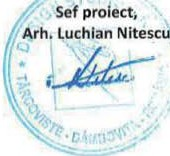 Sef proiect,
Arh. Luchian Nitescu
TÂRGOVIȘTE - DÂMBOVIȚA